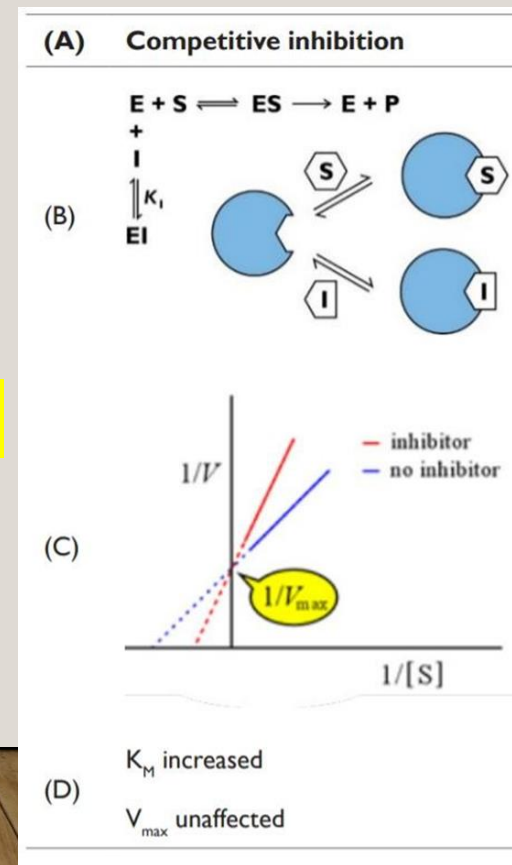 (A) Competitive inhibition
E + S ⇌ ES ⟶ E + P
+
I
K_I
EI
(B)
S
S
I
I
1/V
inhibitor
no inhibitor
(C)
1/V_max
1/[S]
K_M increased
(D)
V_max unaffected